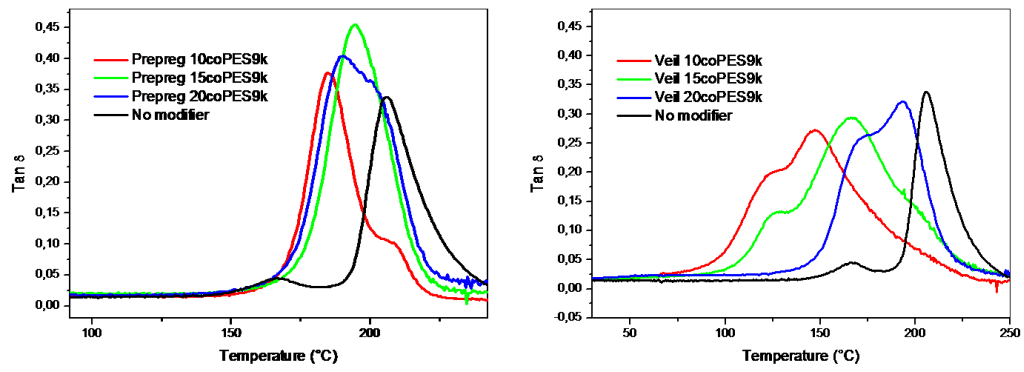 0,45
0,40
0,35
0,30
0,25
0,20
0,15
0,10
0,05
0,00
Tan δ
Prepreg 10coPES9k
Prepreg 15coPES9k
Prepreg 20coPES9k
No modifier
100
150
200
Temperature (°C)
0,45
0,40
0,35
0,30
0,25
0,20
0,15
0,10
0,05
0,00
-0,05
Tan δ
Veil 10coPES9k
Veil 15coPES9k
Veil 20coPES9k
No modifier
50
100
150
200
250
Temperature (°C)